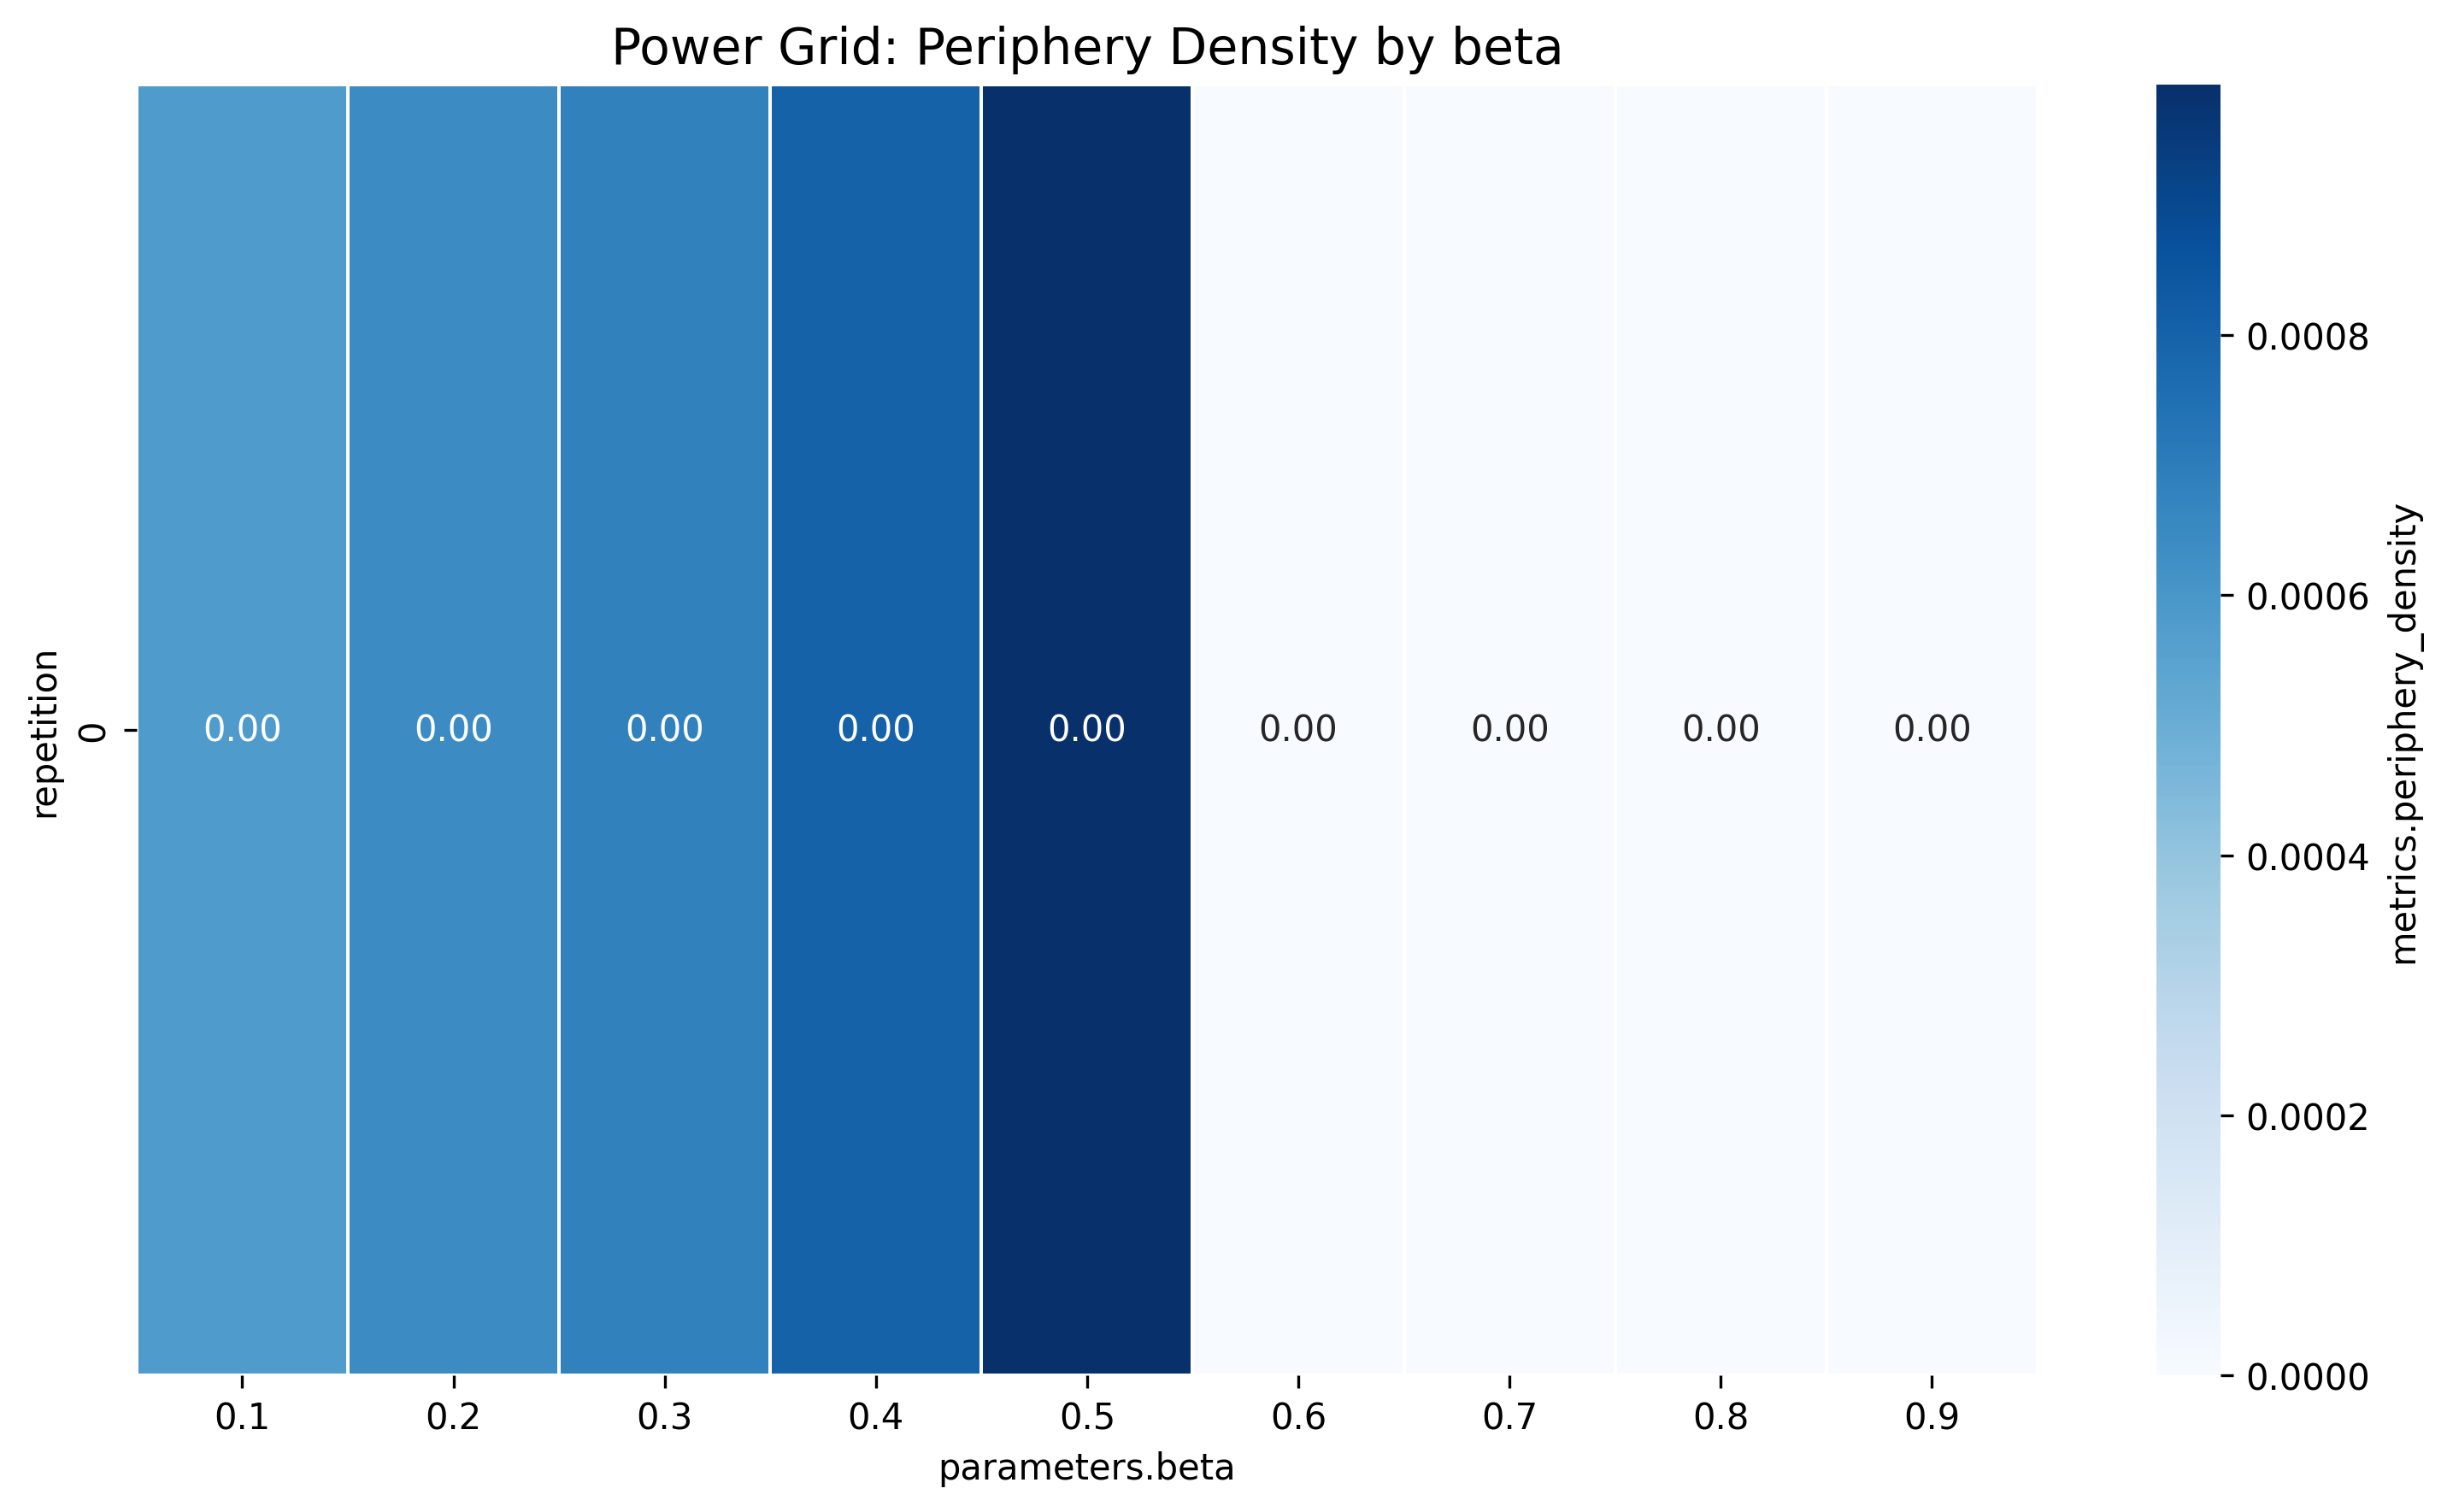 Power Grid: Periphery Density by beta
repetition
0
0.00 0.00 0.00 0.00 0.00 0.00 0.00 0.00 0.00
0.1 0.2 0.3 0.4 0.5 0.6 0.7 0.8 0.9
parameters.beta
0.0008
0.0006
0.0004
0.0002
0.0000
metrics.periphery_density